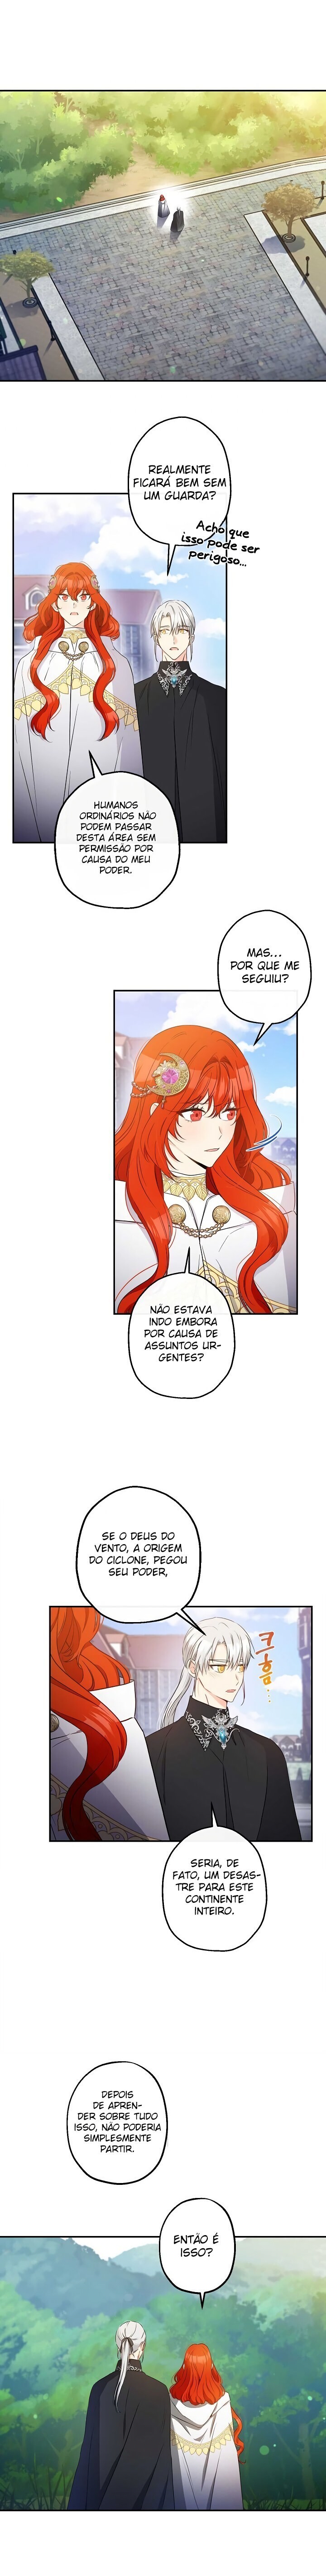 REALMENTE
FICARÁ BEM SEM
UM GUARDA?
Acho que
isso pode ser
perigoso...
HUMANOS
ORDINÁRIOS NÃO
PODEM PASSAR
DESTA ÁREA SEM
PERMISSÃO POR
CAUSA DO MEU
PODER.
MAS...
POR QUE ME
SEGUIU?
NÃO ESTAVA
INDO EMBORA
POR CAUSA DE
ASSUNTOS UR-
GENTES?
SE O DEUS DO
VENTO, A ORIGEM
DO CICLONE, PEGOU
SEU PODER,
크흠...
SERIA, DE
FATO, UM DESAS-
TRE PARA ESTE
CONTINENTE
INTEIRO.
DEPOIS
DE APREN-
DER SOBRE TUDO
ISSO, NÃO PODERIA
SIMPLESMENTE
PARTIR.
ENTÃO É
ISSO?